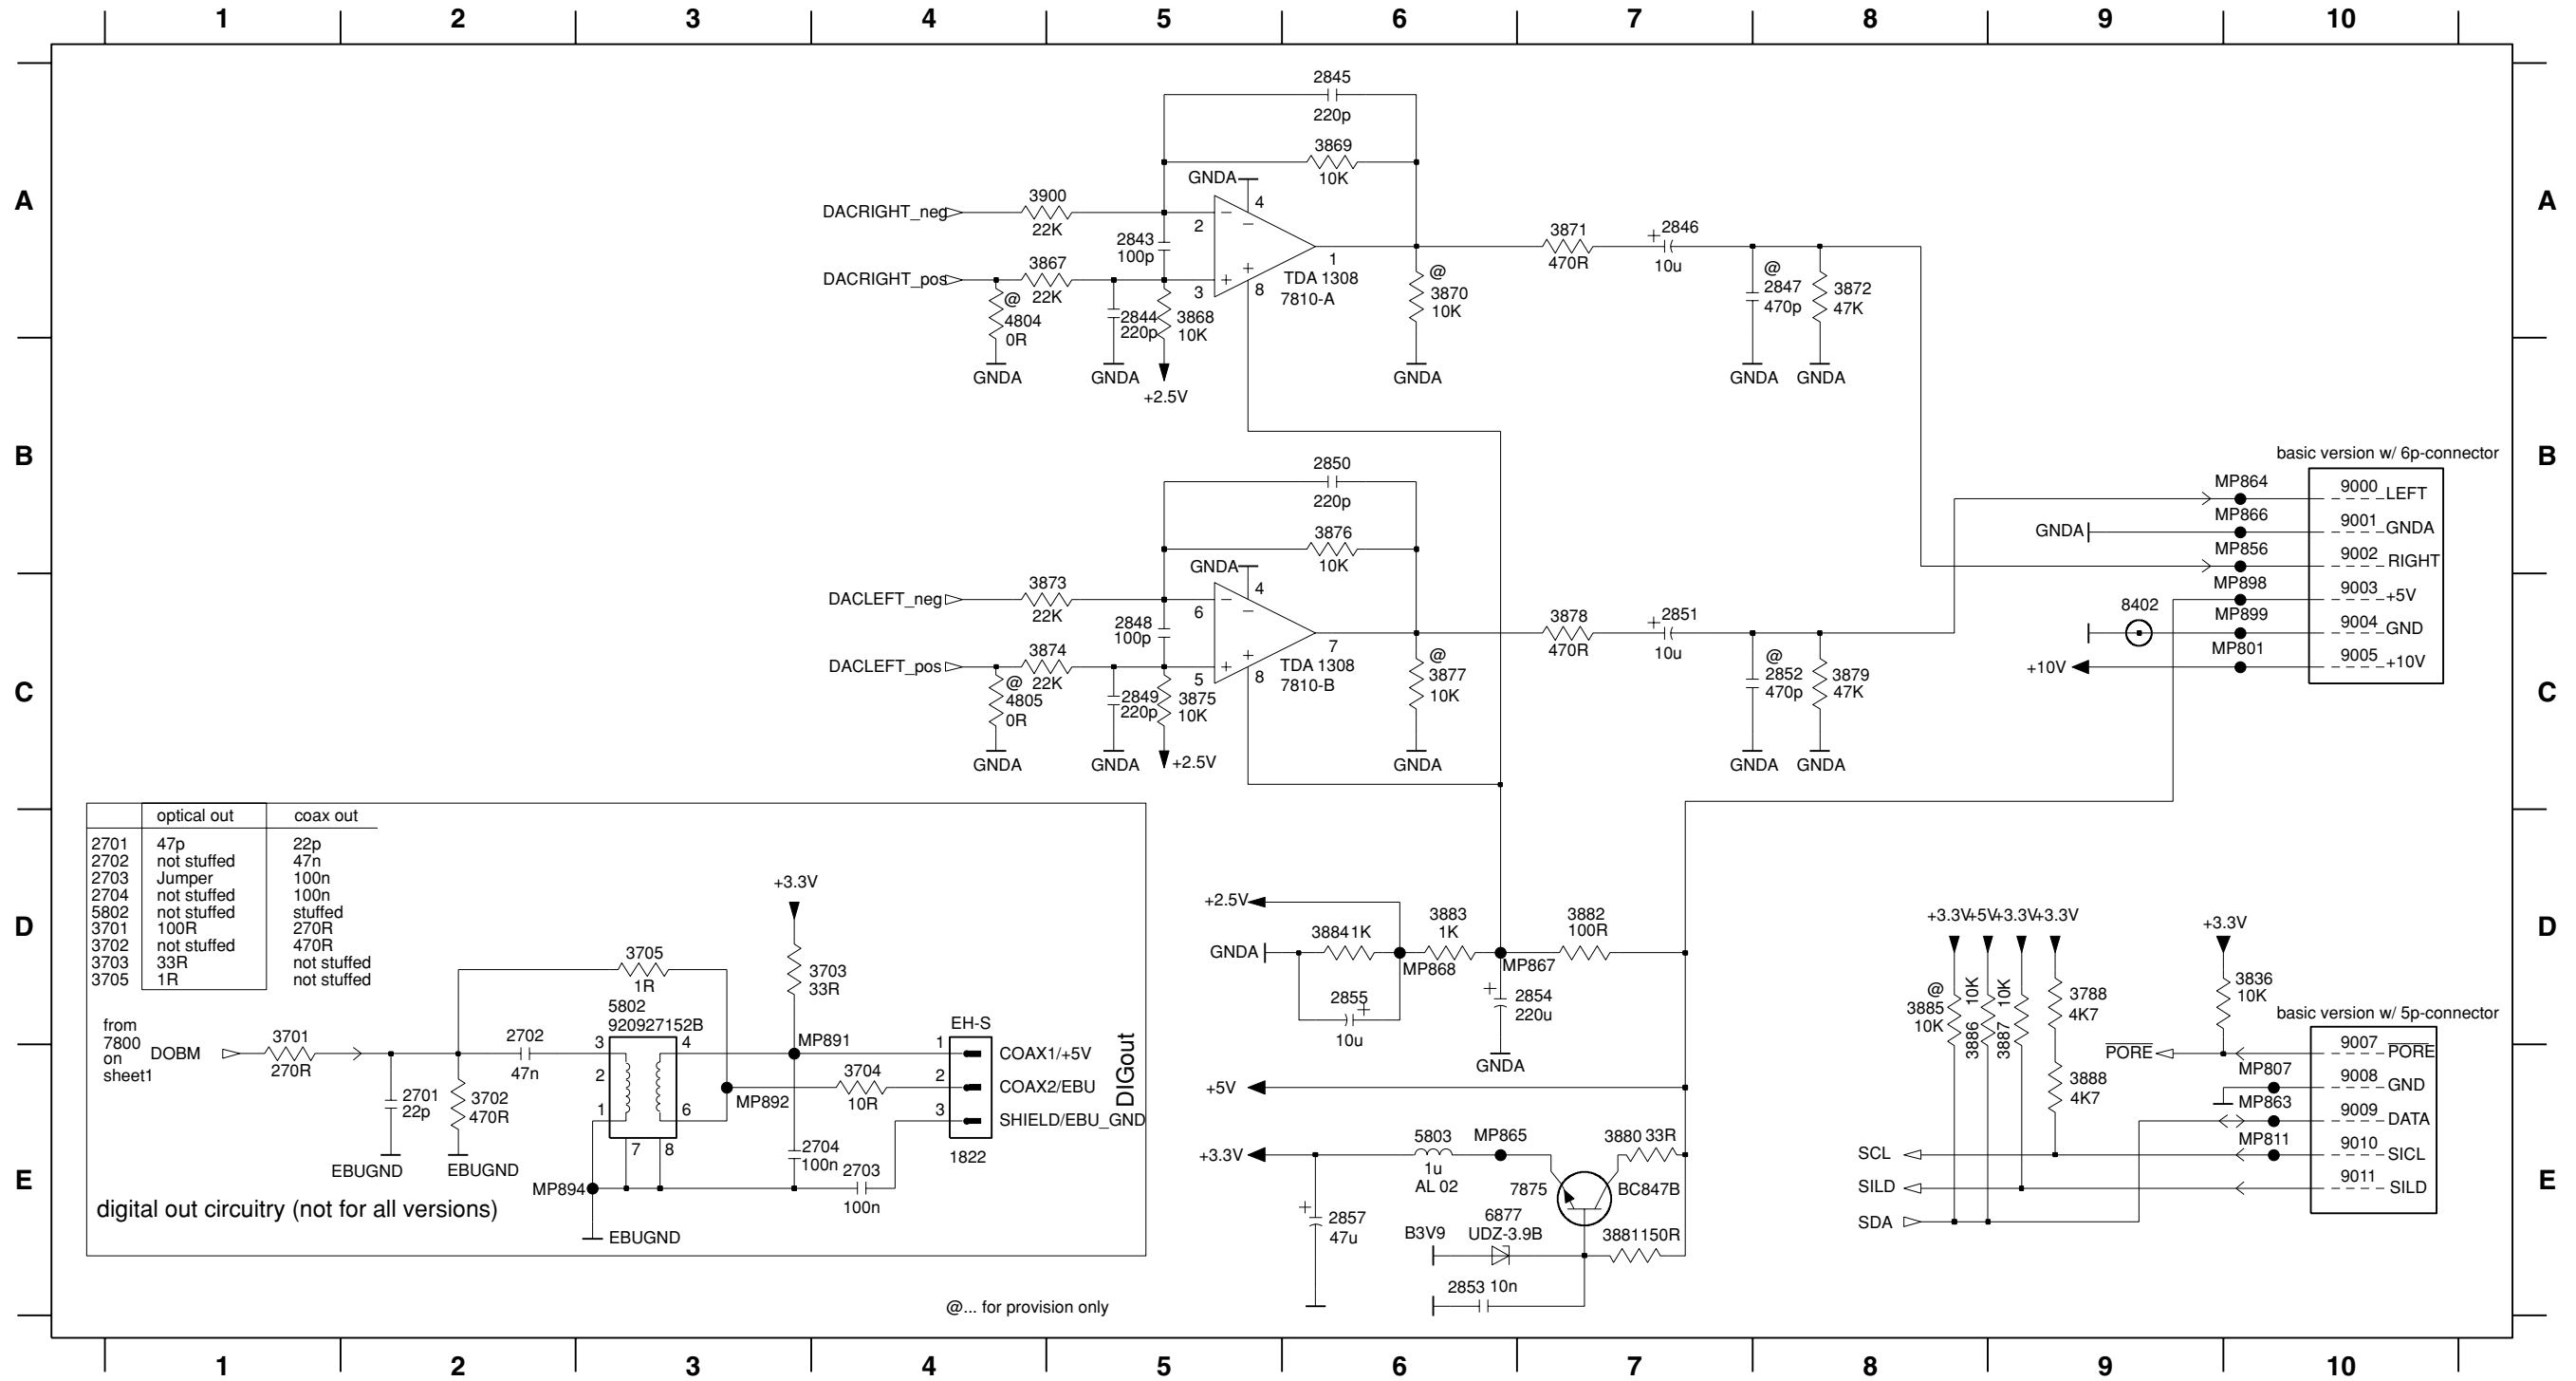 1 2 3 4 5 6 7 8 9 10
A
B
C
D
E
2845
220p
3869
10K
GNDA
4
DACRIGHT_neg
3900
22K
2
2843
100p
DACRIGHT_pos
3867
22K
3
8
1
TDA 1308
7810-A
@
4804
0R
2844
220p
3868
10K
@
3870
10K
3871
470R
2846
10u
@
2847
470p
3872
47K
GNDA
GNDA
+2.5V
GNDA
GNDA
GNDA
2850
220p
3876
10K
GNDA
4
DACLEFT_neg
3873
22K
6
2848
100p
DACLEFT_pos
3874
22K
5
8
7
TDA 1308
7810-B
@
4805
0R
2849
220p
3875
10K
@
3877
10K
3878
470R
2851
10u
@
2852
470p
3879
47K
GNDA
GNDA
+2.5V
GNDA
GNDA
GNDA
basic version w/ 6p-connector
MP864
9000
LEFT
GNDA
MP866
9001
GNDA
MP856
9002
RIGHT
MP898
9003
+5V
8402
MP899
9004
GND
+10V
MP801
9005
+10V
optical out coax out
2701 47p 22p
2702 not stuffed 47n
2703 Jumper 100n
2704 not stuffed 100n
5802 not stuffed stuffed
3701 100R 270R
3702 not stuffed 470R
3703 33R not stuffed
3705 1R not stuffed
+3.3V
3703
33R
3705
1R
5802
920927152B
from
7800
on
sheet1
DOBM
3701
270R
2702
47n
2701
22p
3702
470R
EBUGND
EBUGND
3
2
1
4
6
7
8
MP891
MP892
3704
10R
2704
100n
2703
100n
MP894
EBUGND
EH-S
1
2
3
COAX1/+5V
COAX2/EBU
SHIELD/EBU_GND
1822
DIGout
digital out circuitry (not for all versions)
+2.5V
GNDA
3884 1K
MP868
3883
1K
MP867
3882
100R
2855
10u
2854
220u
GNDA
+5V
+3.3V
5803
1u
AL 02
MP865
3880 33R
7875
BC847B
2857
47u
B3V9
6877
UDZ-3.9B
3881 150R
2853 10n
+3.3V +5V +3.3V +3.3V
@
3885
10K
3886 10K
3887 10K
3788
4K7
3888
4K7
+3.3V
3836
10K
basic version w/ 5p-connector
PORE
9007
PORE
MP807
9008
GND
MP863
9009
DATA
SCL
MP811
9010
SICL
SILD
9011
SILD
SDA
@... for provision only
A
B
C
D
E
1 2 3 4 5 6 7 8 9 10